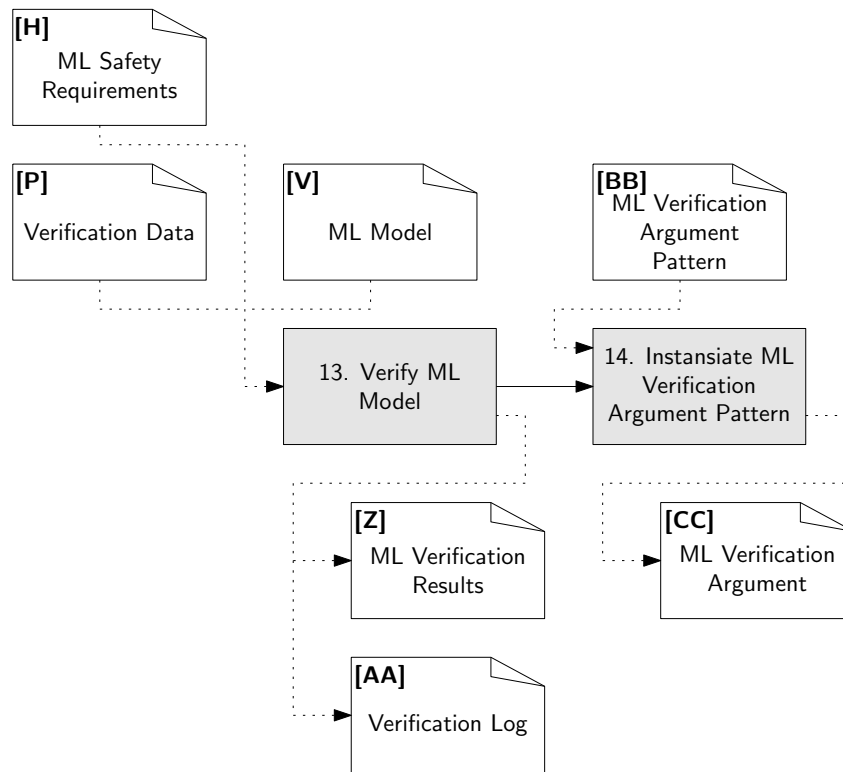 [H]
ML Safety
Requirements
[P]
Verification Data
[V]
ML Model
[BB]
ML Verification
Argument
Pattern
13. Verify ML
Model
14. Instansiate ML
Verification
Argument Pattern
[Z]
ML Verification
Results
[CC]
ML Verification
Argument
[AA]
Verification Log